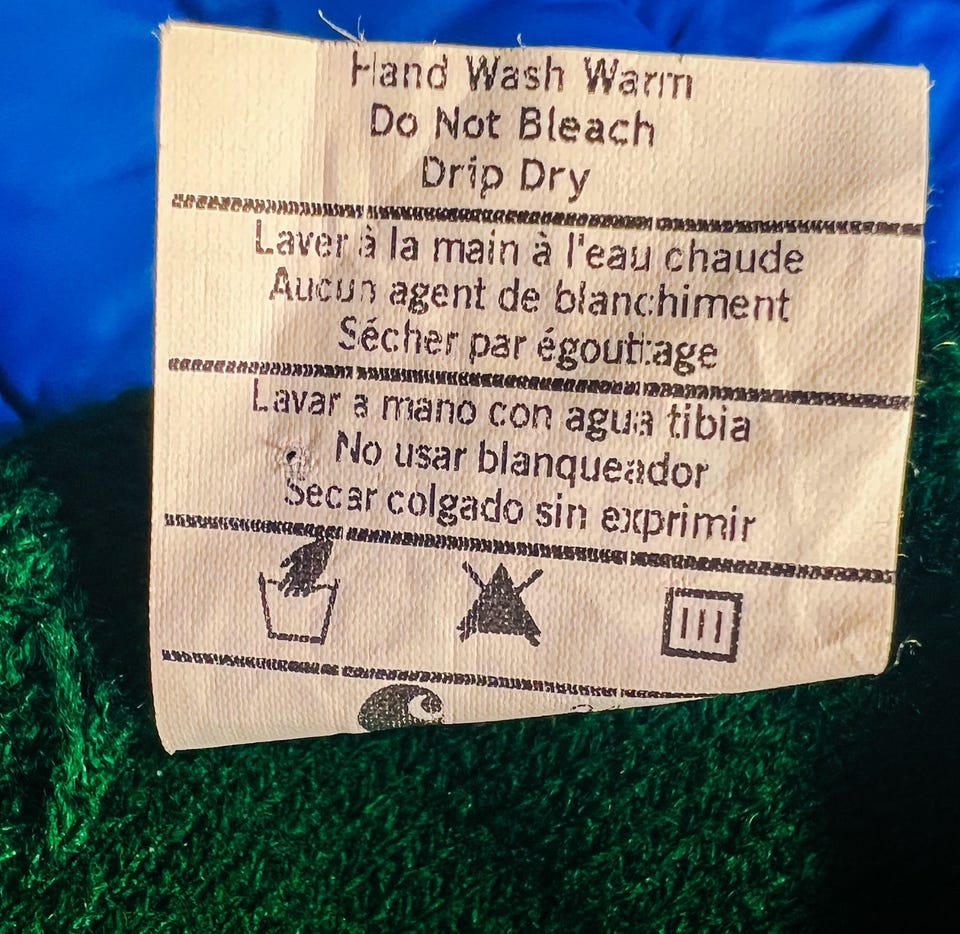 Hand Wash Warm
Do Not Bleach
Drip Dry
Laver à la main à l'eau chaude
Aucun agent de blanchiment
Sécher par égouttage
Lavar a mano con agua tibia
No usar blanqueador
Secar colgado sin exprimir